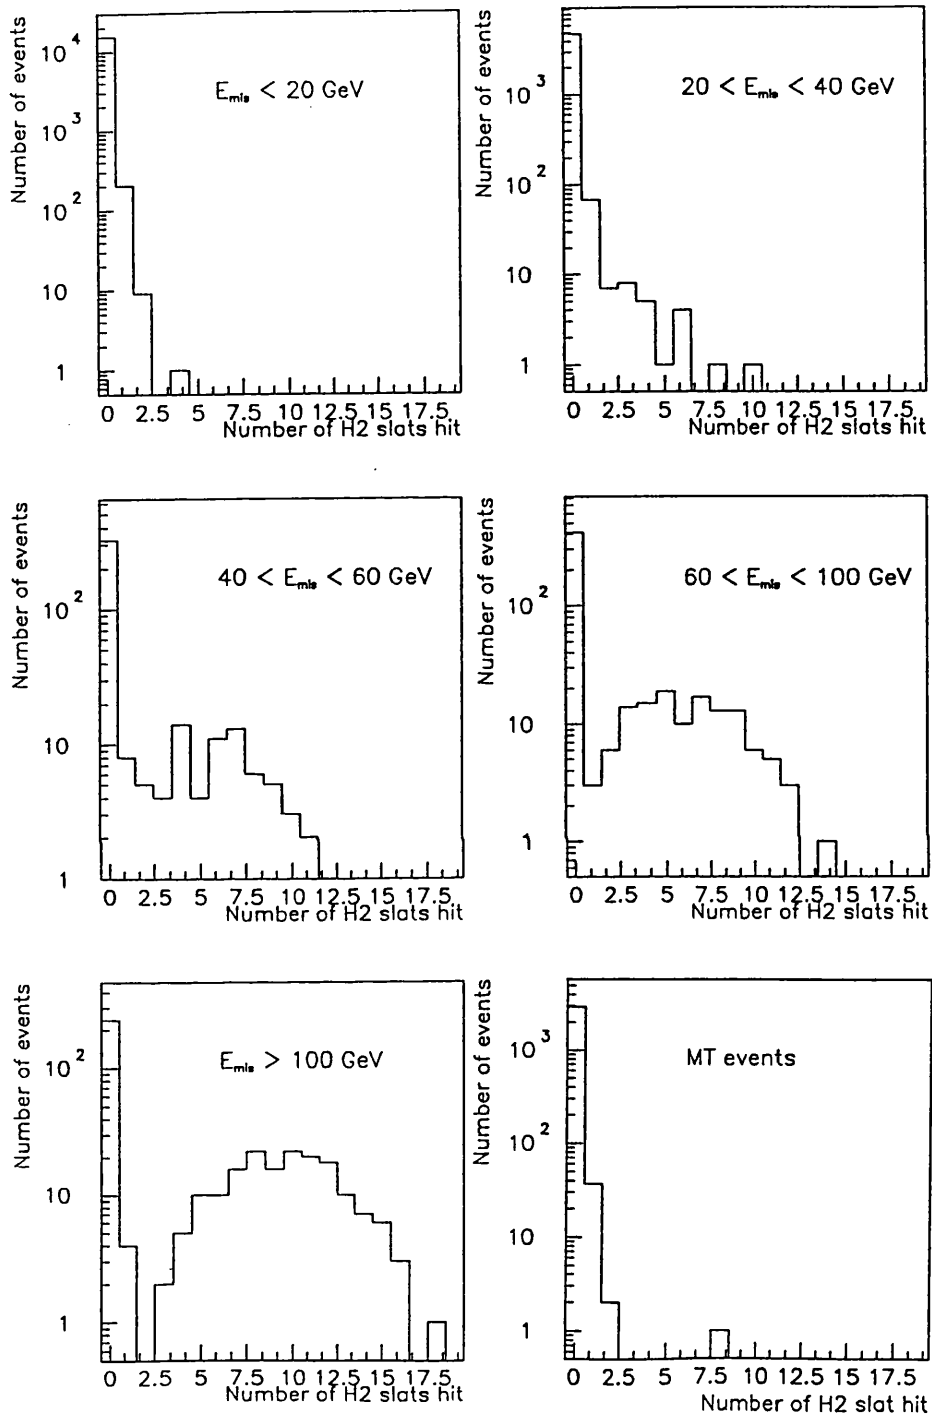 Number of events
10^4
10^3
10^2
10
1
E_mis < 20 GeV
0 2.5 5 7.5 10 12.5 15 17.5
Number of H2 slats hit
Number of events
10^3
10^2
10
1
20 < E_mis < 40 GeV
0 2.5 5 7.5 10 12.5 15 17.5
Number of H2 slats hit
Number of events
10^2
10
1
40 < E_mis < 60 GeV
0 2.5 5 7.5 10 12.5 15 17.5
Number of H2 slats hit
Number of events
10^2
10
1
60 < E_mis < 100 GeV
0 2.5 5 7.5 10 12.5 15 17.5
Number of H2 slats hit
Number of events
10^2
10
1
E_mis > 100 GeV
0 2.5 5 7.5 10 12.5 15 17.5
Number of H2 slats hit
Number of events
10^3
10^2
10
1
MT events
0 2.5 5 7.5 10 12.5 15 17.5
Number of H2 slat hit